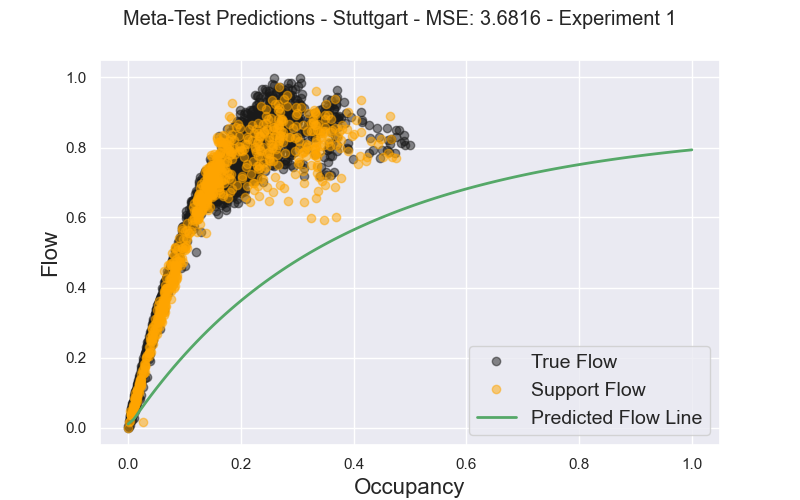 Meta-Test Predictions - Stuttgart - MSE: 3.6816 - Experiment 1
1.0
0.8
0.6
0.4
0.2
0.0
Flow
True Flow
Support Flow
Predicted Flow Line
0.0 0.2 0.4 0.6 0.8 1.0
Occupancy